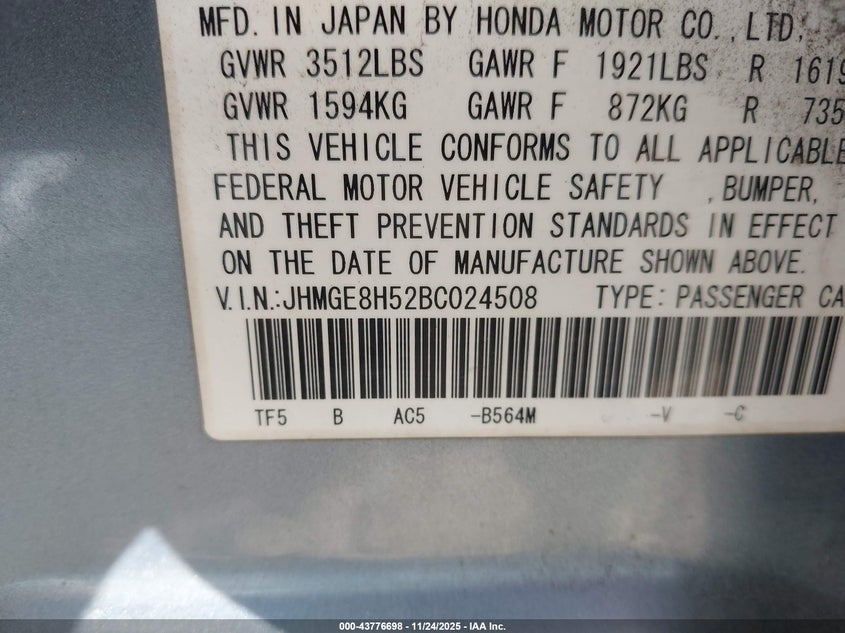 MFD. IN JAPAN BY HONDA MOTOR CO., LTD.
GVWR 3512LBS GAWR F 1921LBS R 1619
GVWR 1594KG GAWR F 872KG R 735
THIS VEHICLE CONFORMS TO ALL APPLICABLE
FEDERAL MOTOR VEHICLE SAFETY , BUMPER,
AND THEFT PREVENTION STANDARDS IN EFFECT
ON THE DATE OF MANUFACTURE SHOWN ABOVE.
V.I.N.:JHMGE8H52BC024508 TYPE: PASSENGER CA
TF5 B AC5 -B564M -V -C
000-43776698 - 11/24/2025 - IAA Inc.